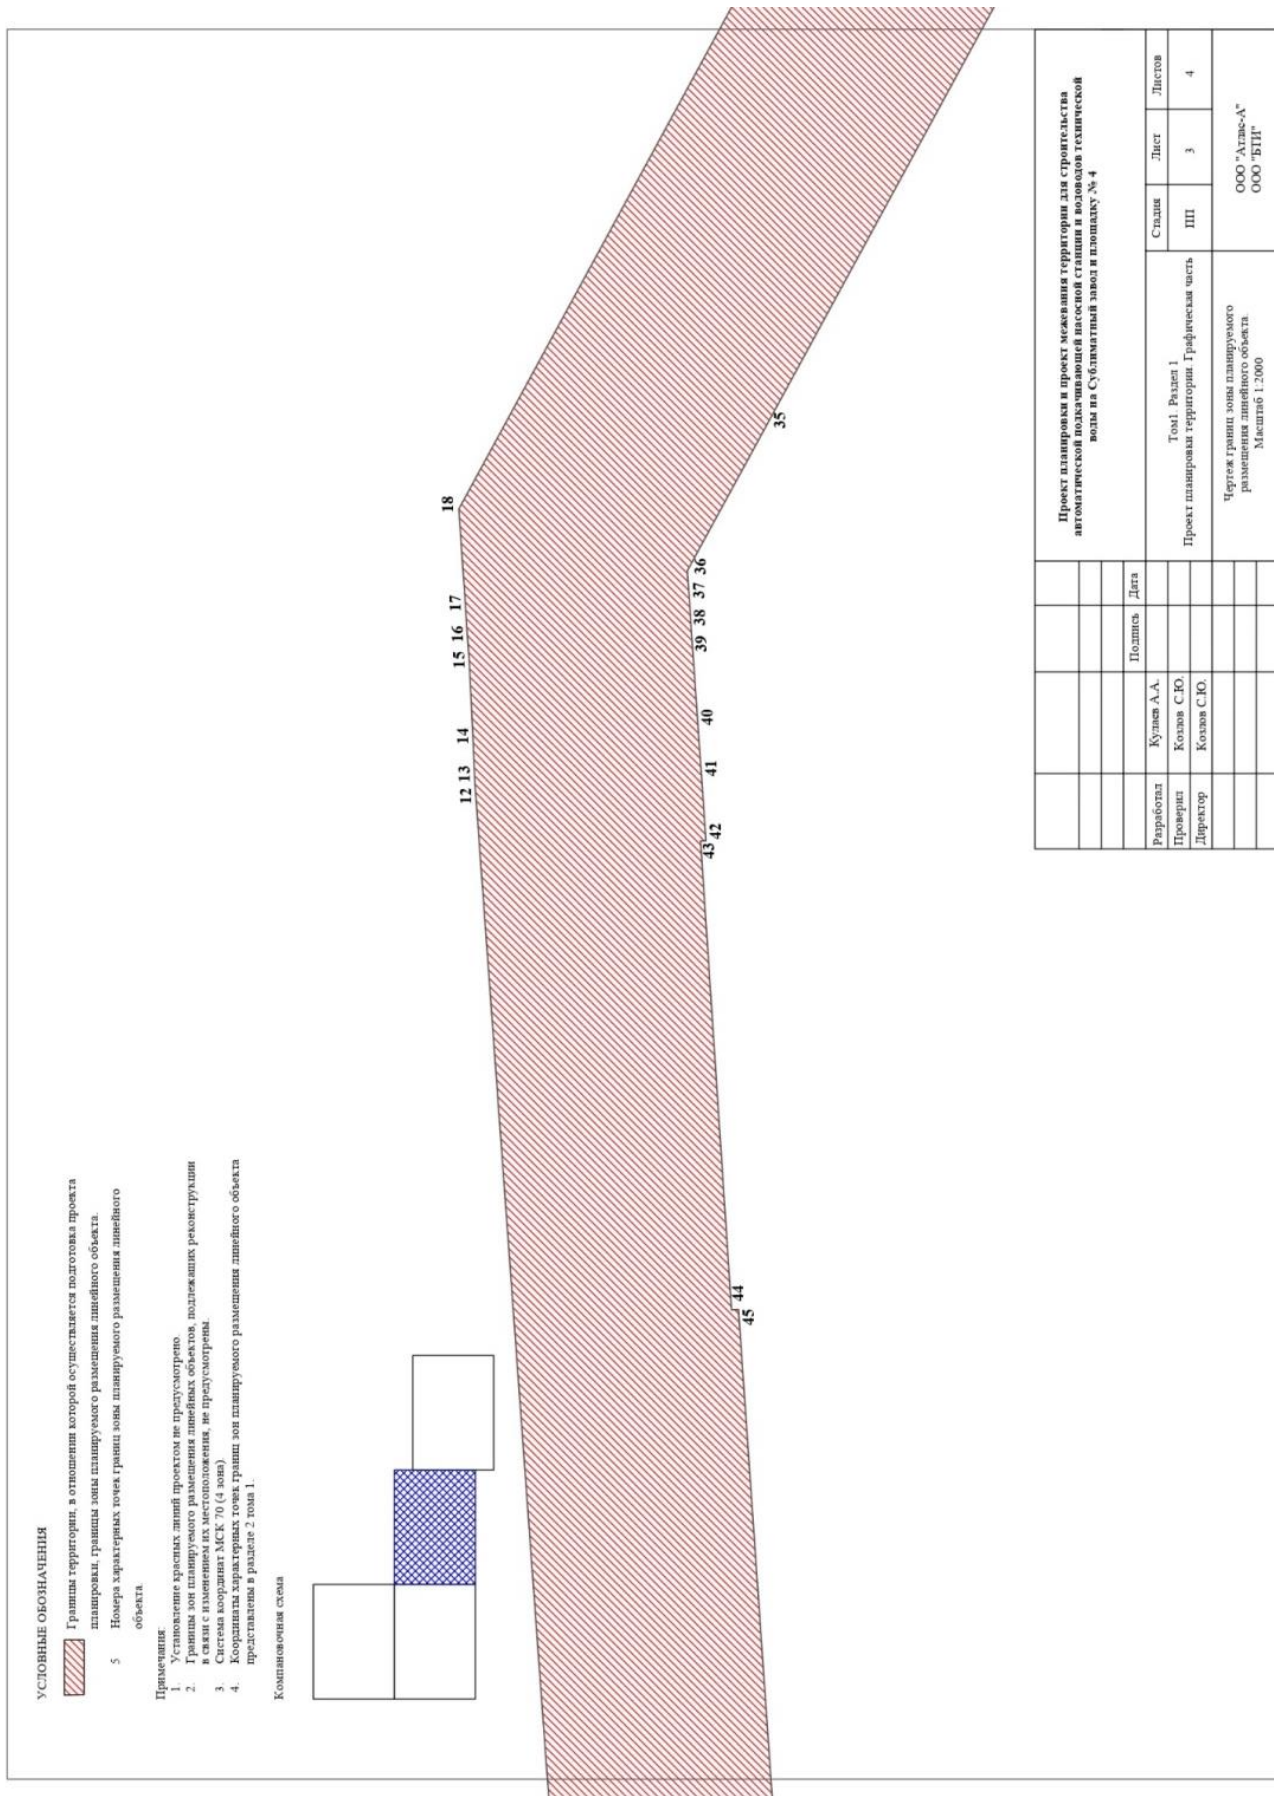 УСЛОВНЫЕ ОБОЗНАЧЕНИЯ
Границы территории, в отношении которой осуществляется подготовка проекта
планировки, границы зоны планируемого размещения линейного объекта.
5 Номера характерных точек границ зоны планируемого размещения линейного
объекта.
Примечания:
1. Установление красных линий проектом не предусмотрено.
2. Границы зон планируемого размещения линейных объектов, подлежащих реконструкции
в связи с изменением их местоположения, не предусмотрены.
3. Система координат МСК 70 (4 зона).
4. Координаты характерных точек границ зон планируемого размещения линейного объекта
представлены в разделе 2 тома 1.
Компановочная схема
12 13
14
15
16
17
18
45
44
43
42
41
40
39
38
37
36
35
Проект планировки и проект межевания территории для строительства
автоматической подкачивающей насосной станции и водоводов технической
воды на Сублиматный завод и площадку № 4
Подпись Дата
Разработал Кулаев А.А.
Проверил Козлов С.Ю.
Директор Козлов С.Ю.
Том1. Раздел 1
Проект планировки территории. Графическая часть
Стадия Лист Листов
ПП 3 4
Чертеж границ зоны планируемого
размещения линейного объекта.
Масштаб 1:2000
ООО "Атлас-А"
ООО "БТИ"